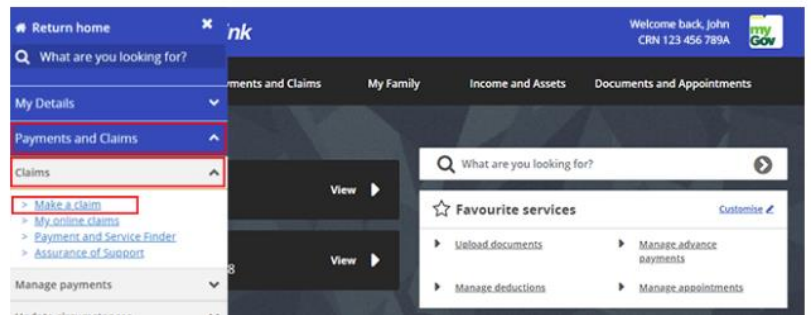 Return home
What are you looking for?
My Details
Payments and Claims
Claims
> Make a claim
> My online claims
> Payment and Service Finder
> Assurance of Support
Manage payments
nk
Welcome back, John
CRN 123 456 789A
my
Gov
yments and Claims My Family Income and Assets Documents and Appointments
View
8
View
What are you looking for?
Favourite services
Customise
Upload documents
Manage advance
payments
Manage deductions
Manage appointments